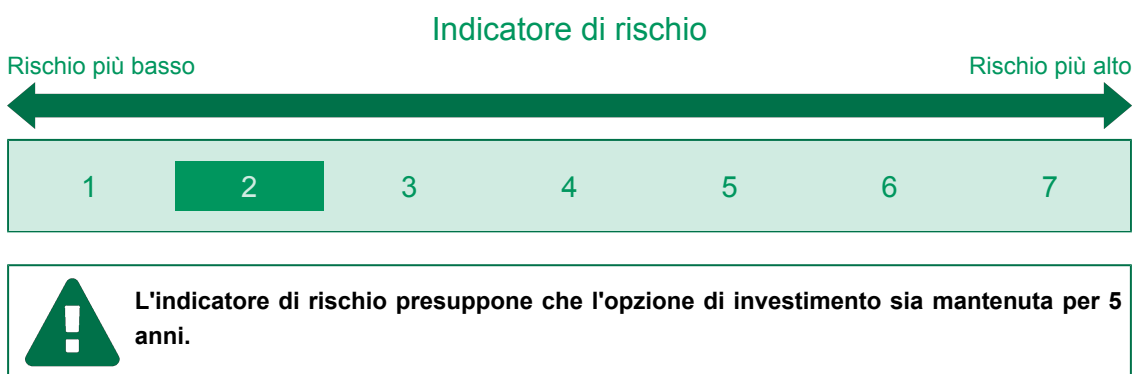 Indicatore di rischio
Rischio più basso
Rischio più alto
1 2 3 4 5 6 7
L'indicatore di rischio presuppone che l'opzione di investimento sia mantenuta per 5
anni.